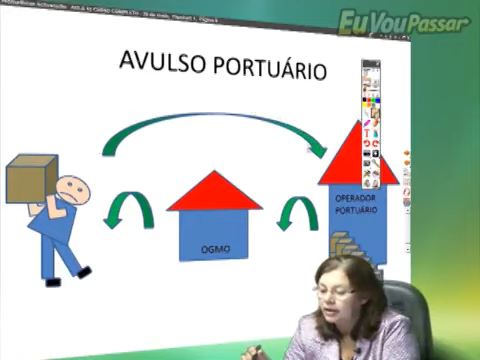 EuVouPassar
AVULSO PORTUÁRIO
OPERADOR
PORTUÁRIO
OGMO